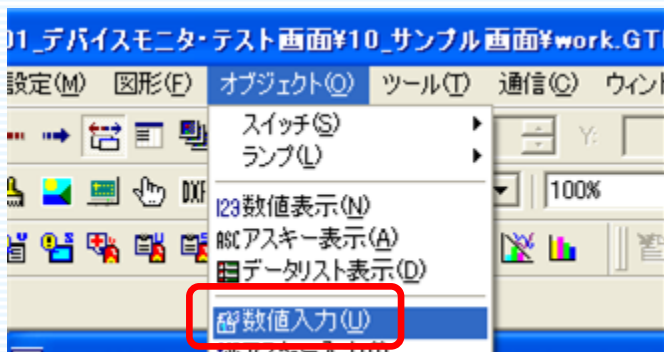 01_デバイスモニタ・テスト画面¥10_サンプル画面¥work.GT
設定(M) 図形(F) オブジェクト(O) ツール(T) 通信(C) ウィンド
スイッチ(S)
ランプ(L)
Y:
DXF
100%
123数値表示(N)
ASCアスキー表示(A)
データリスト表示(D)
数値入力(U)